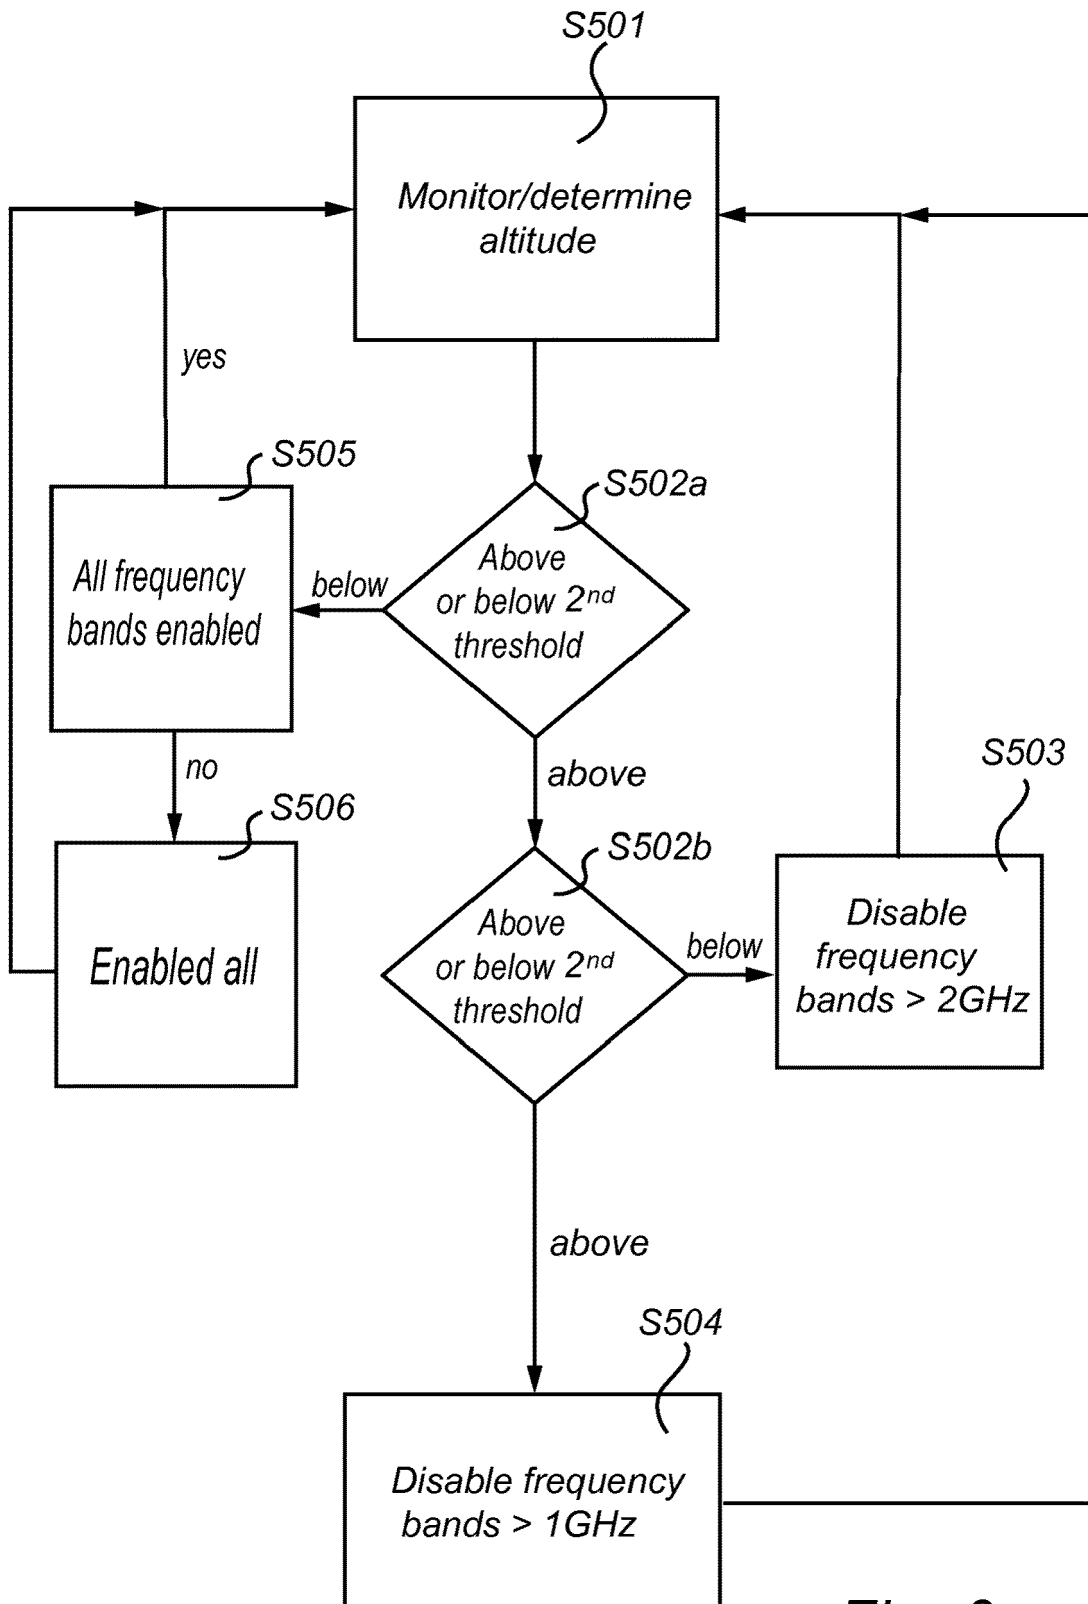 S501
Monitor/determine
altitude
yes
S505
S502a
All frequency
bands enabled
below
Above
or below 2nd
threshold
no
above
S506
S502b
S503
Enabled all
Above
or below 2nd
threshold
below
Disable
frequency
bands > 2GHz
above
S504
Disable frequency
bands > 1GHz